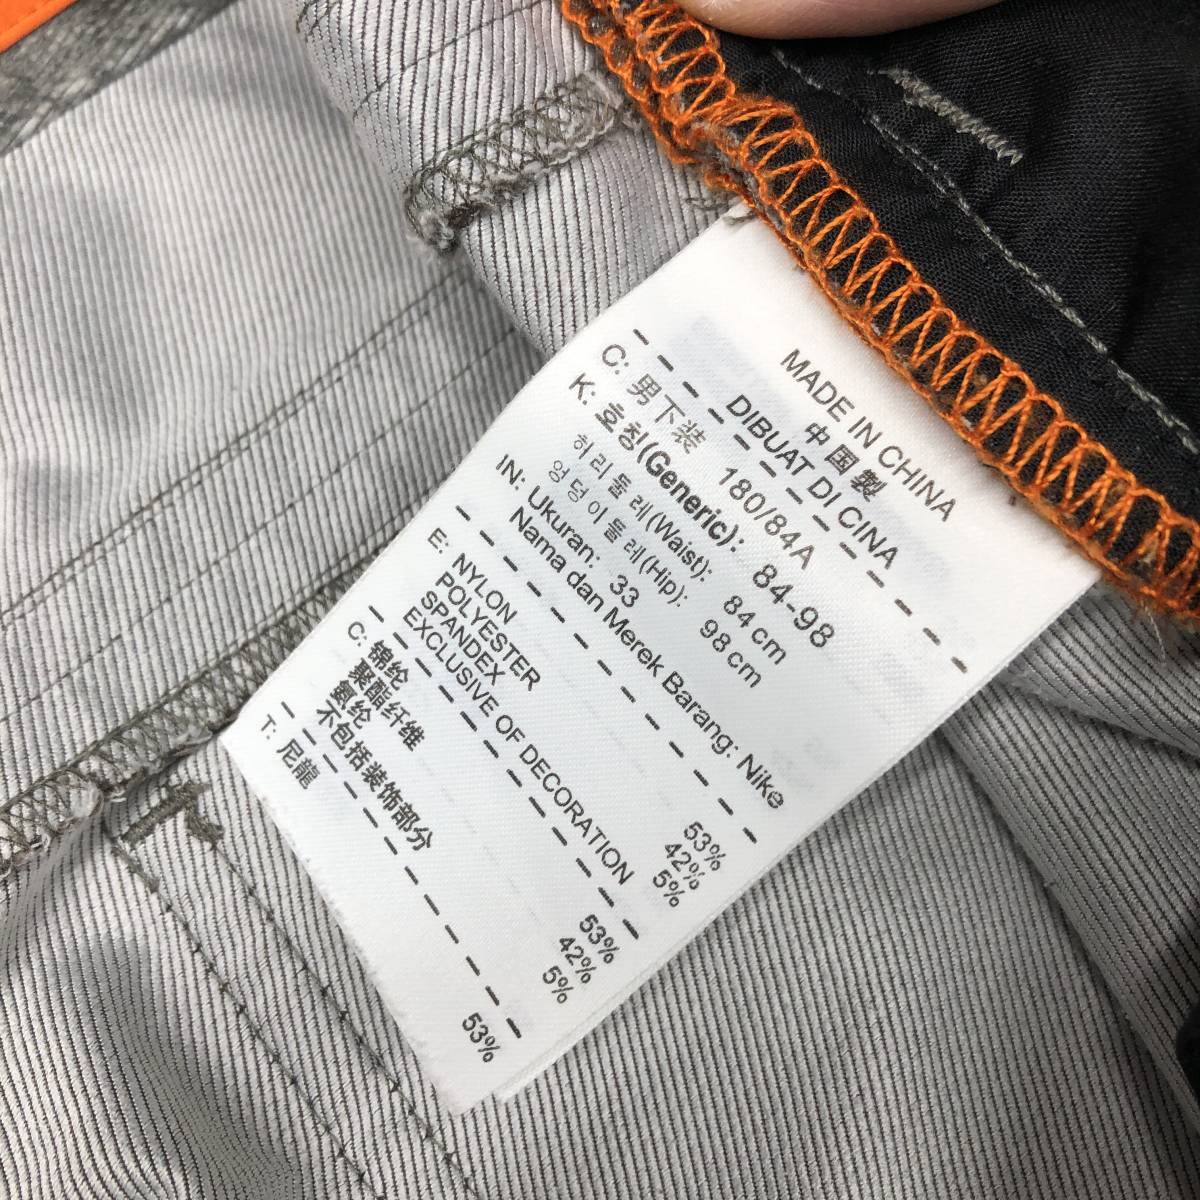 MADE IN CHINA
中国製
DIBUAT DI CINA
C: 男下装 180/84A
K: 호칭(Generic): 84-98
허리둘레(Waist): 84 cm
엉덩이둘레(Hip): 98 cm
IN: Ukuran: 33
Nama dan Merek Barang: Nike
E: NYLON 53%
POLYESTER 42%
SPANDEX 5%
EXCLUSIVE OF DECORATION
C: 锦纶 53%
聚酯纤维 42%
氨纶 5%
不包括装饰部分
T: 尼龍 53%